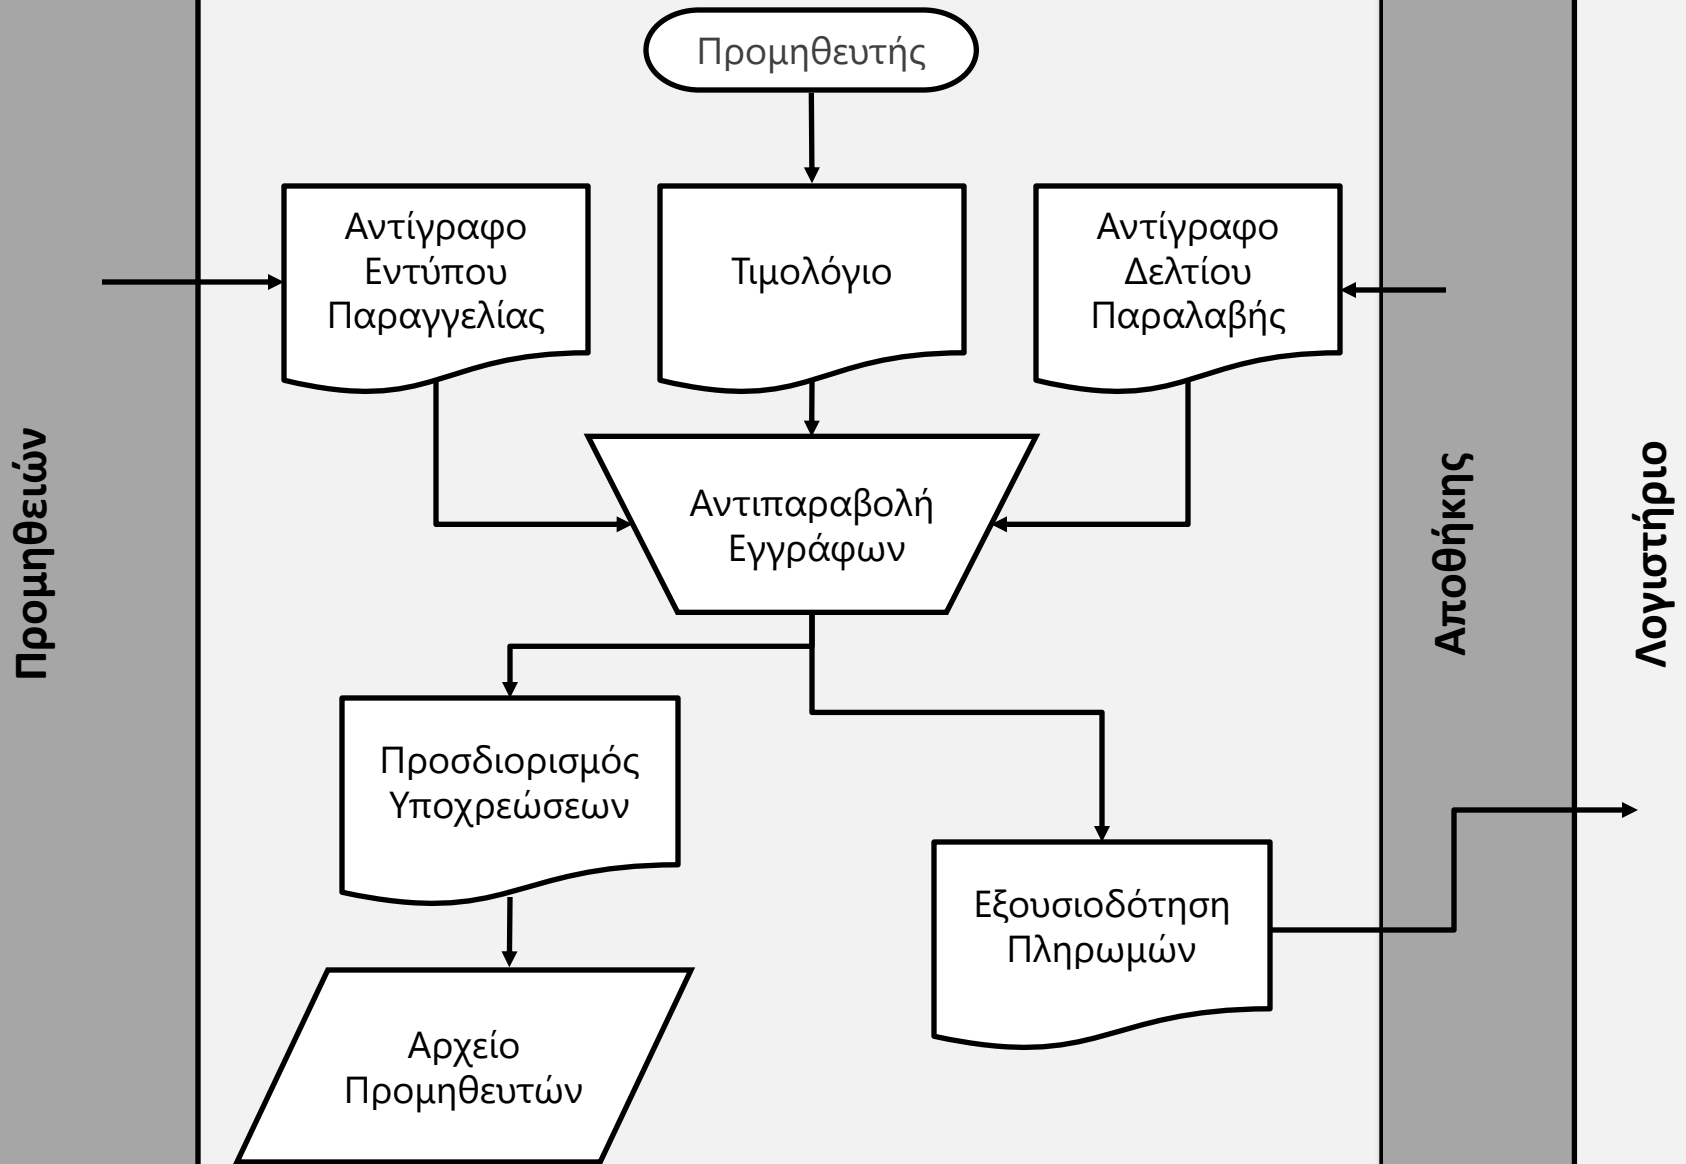 Προμηθευτής
Αντίγραφο
Εντύπου
Παραγγελίας
Τιμολόγιο
Αντίγραφο
Δελτίου
Παραλαβής
Αντιπαραβολή
Εγγράφων
Προμηθειών
Αποθήκης
Λογιστήριο
Προσδιορισμός
Υποχρεώσεων
Εξουσιοδότηση
Πληρωμών
Αρχείο
Προμηθευτών